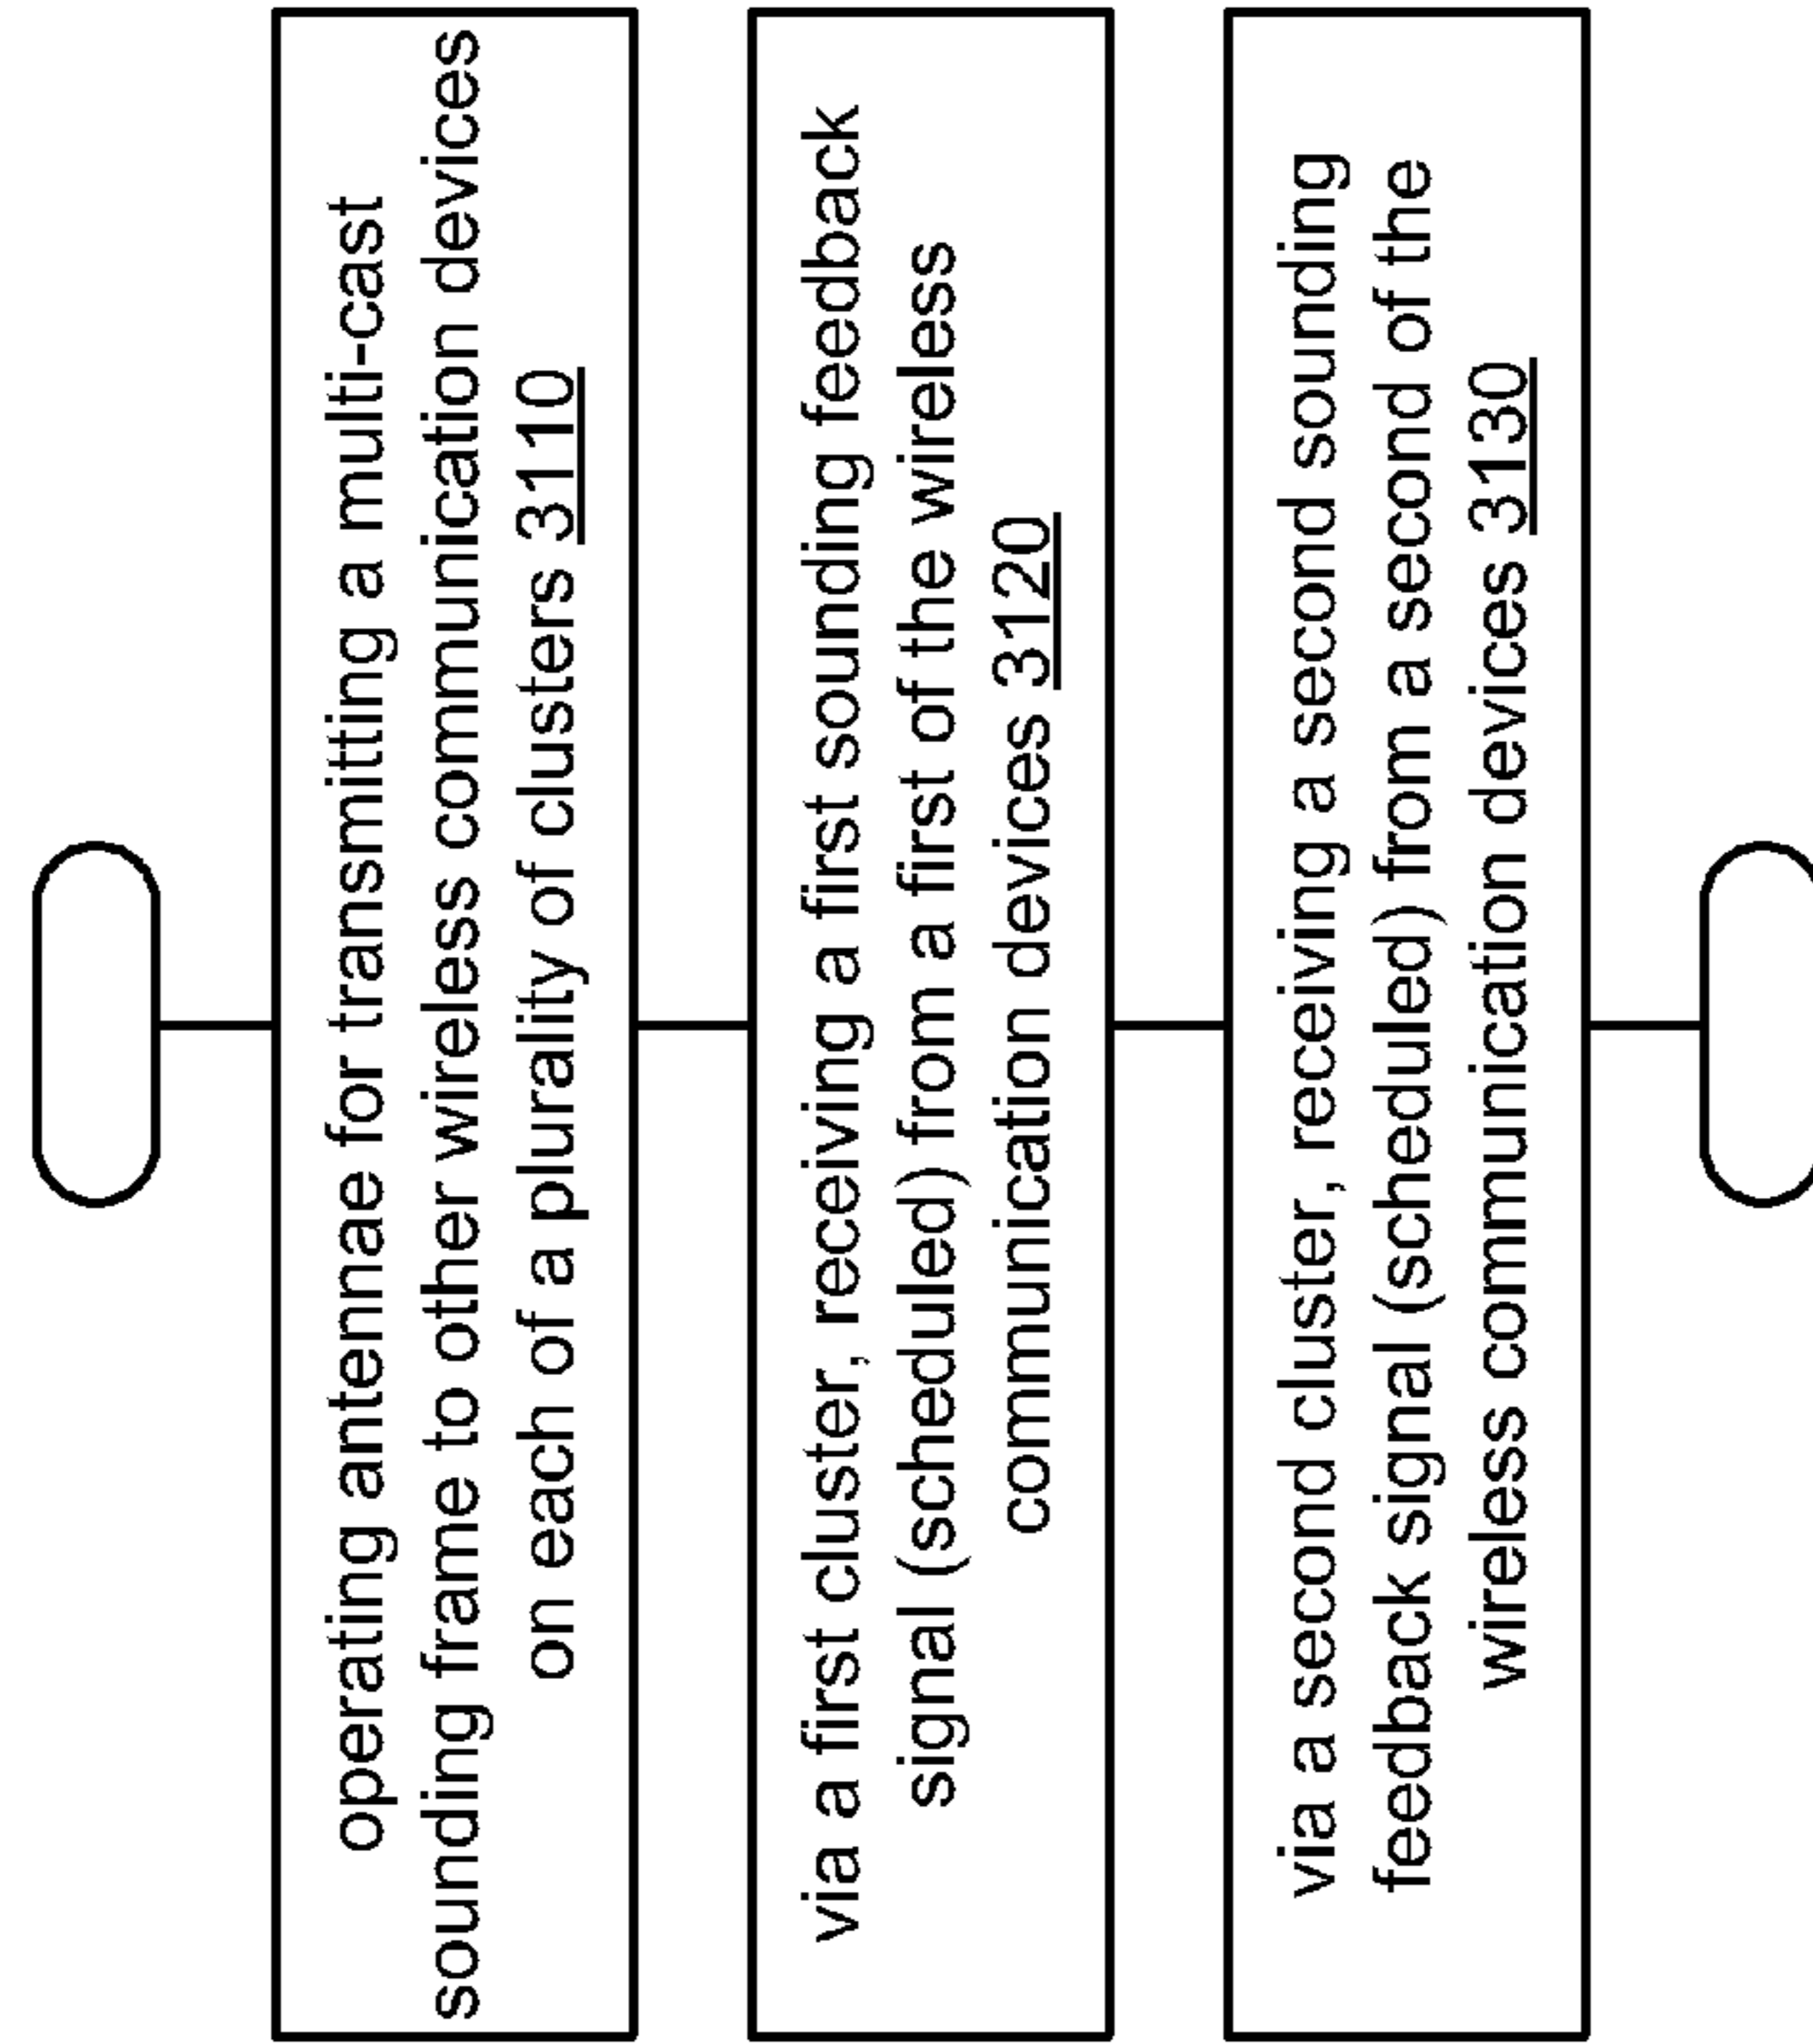 operating antennae for transmitting a multi-cast
sounding frame to other wireless communication devices
on each of a plurality of clusters 3110
via a first cluster, receiving a first sounding feedback
signal (scheduled) from a first of the wireless
communication devices 3120
via a second cluster, receiving a second sounding
feedback signal (scheduled) from a second of the
wireless communication devices 3130